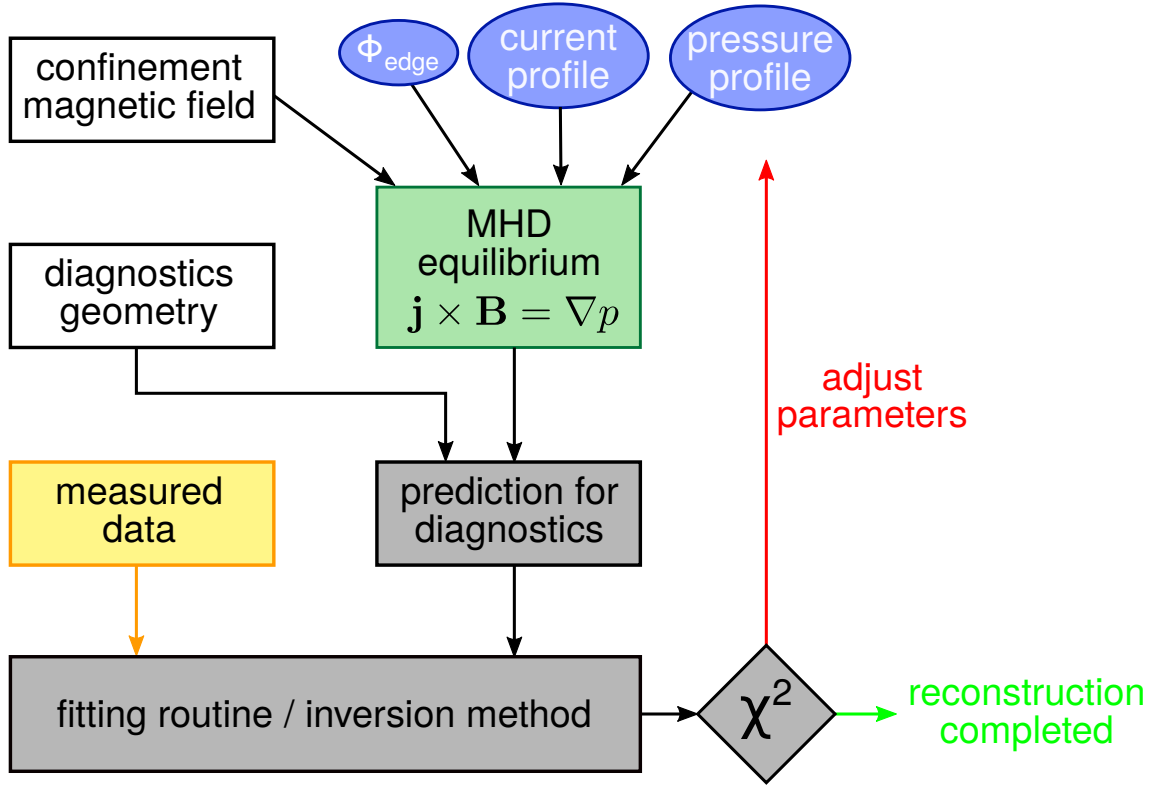 confinement
magnetic field
Φedge
current
profile
pressure
profile
MHD
equilibrium
j × B = ∇p
diagnostics
geometry
adjust
parameters
measured
data
prediction for
diagnostics
fitting routine / inversion method
χ²
reconstruction
completed